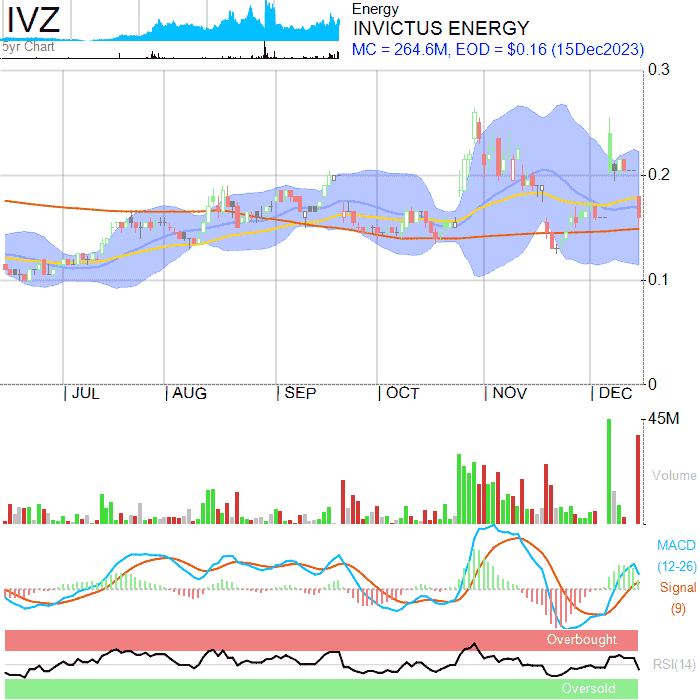 IVZ
5yr Chart
Energy
INVICTUS ENERGY
MC = 264.6M, EOD = $0.16 (15Dec2023)
0.3
0.2
0.1
0
JUL AUG SEP OCT NOV DEC
45M
Volume
MACD
(12-26)
Signal
(9)
Overbought
RSI(14)
Oversold